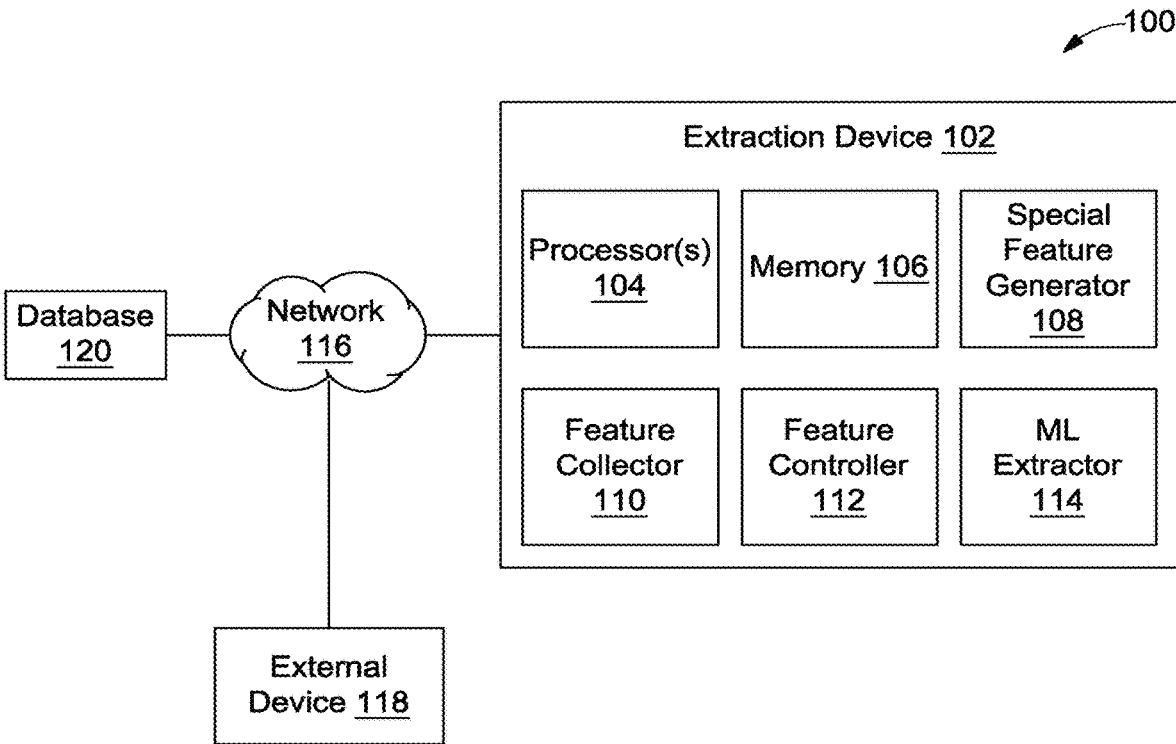 100
Extraction Device 102
Processor(s)
104
Memory 106
Special
Feature
Generator
108
Database
120
Network
116
Feature
Collector
110
Feature
Controller
112
ML
Extractor
114
External
Device 118